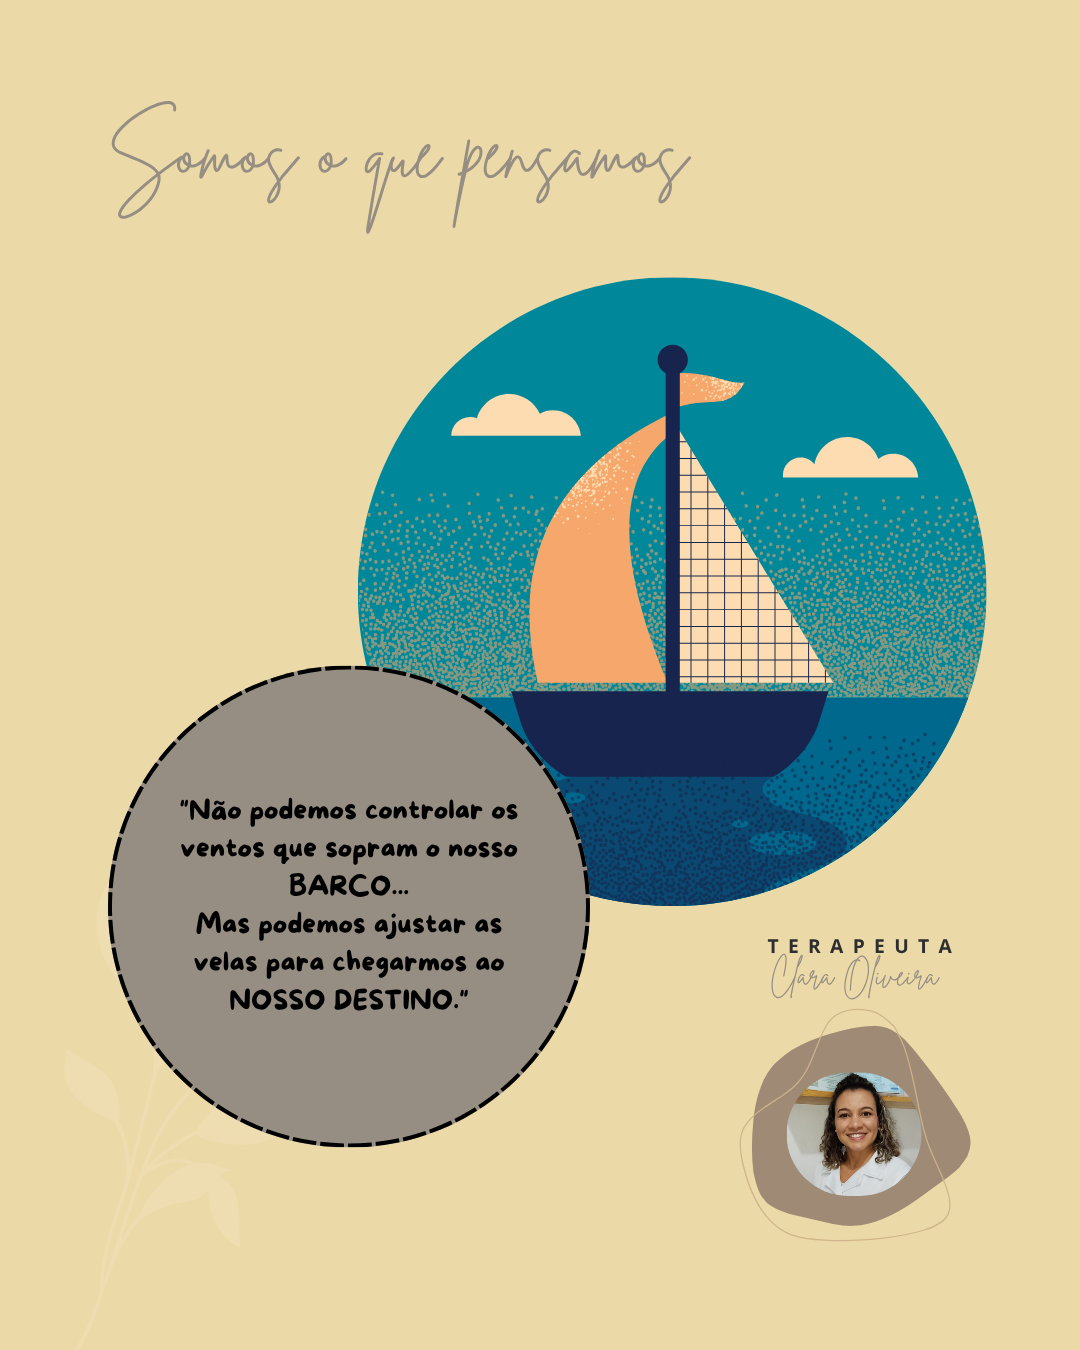 Somos o que pensamos
"Não podemos controlar os
ventos que sopram o nosso
BARCO...
Mas podemos ajustar as
velas para chegarmos ao
NOSSO DESTINO."
TERAPEUTA
Clara Oliveira